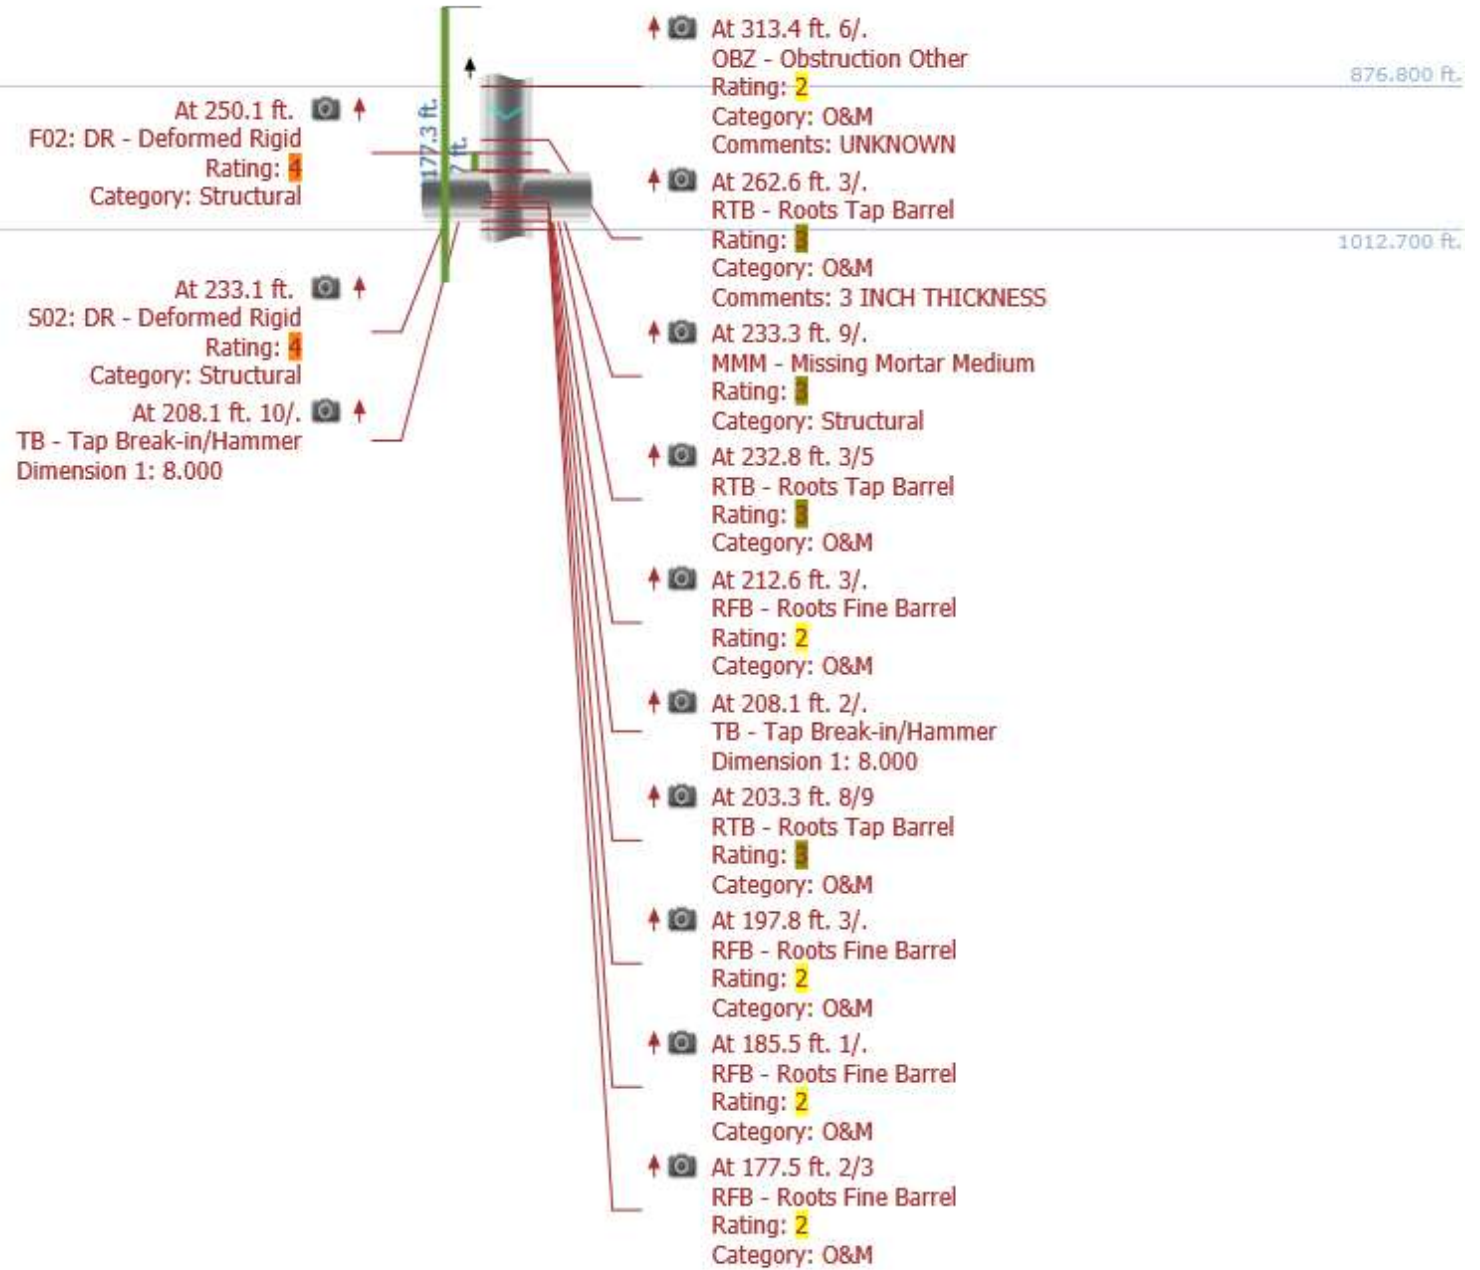 At 313.4 ft. 6/.
OBZ - Obstruction Other
Rating: 2
Category: O&M
Comments: UNKNOWN
876.800 ft.
At 250.1 ft.
F02: DR - Deformed Rigid
Rating: 4
Category: Structural
177.3 ft.
7 ft.
At 262.6 ft. 3/.
RTB - Roots Tap Barrel
Rating: 3
Category: O&M
Comments: 3 INCH THICKNESS
1012.700 ft.
At 233.1 ft.
S02: DR - Deformed Rigid
Rating: 4
Category: Structural
At 208.1 ft. 10/.
TB - Tap Break-in/Hammer
Dimension 1: 8.000
At 233.3 ft. 9/.
MMM - Missing Mortar Medium
Rating: 3
Category: Structural
At 232.8 ft. 3/5
RTB - Roots Tap Barrel
Rating: 3
Category: O&M
At 212.6 ft. 3/.
RFB - Roots Fine Barrel
Rating: 2
Category: O&M
At 208.1 ft. 2/.
TB - Tap Break-in/Hammer
Dimension 1: 8.000
At 203.3 ft. 8/9
RTB - Roots Tap Barrel
Rating: 3
Category: O&M
At 197.8 ft. 3/.
RFB - Roots Fine Barrel
Rating: 2
Category: O&M
At 185.5 ft. 1/.
RFB - Roots Fine Barrel
Rating: 2
Category: O&M
At 177.5 ft. 2/3
RFB - Roots Fine Barrel
Rating: 2
Category: O&M